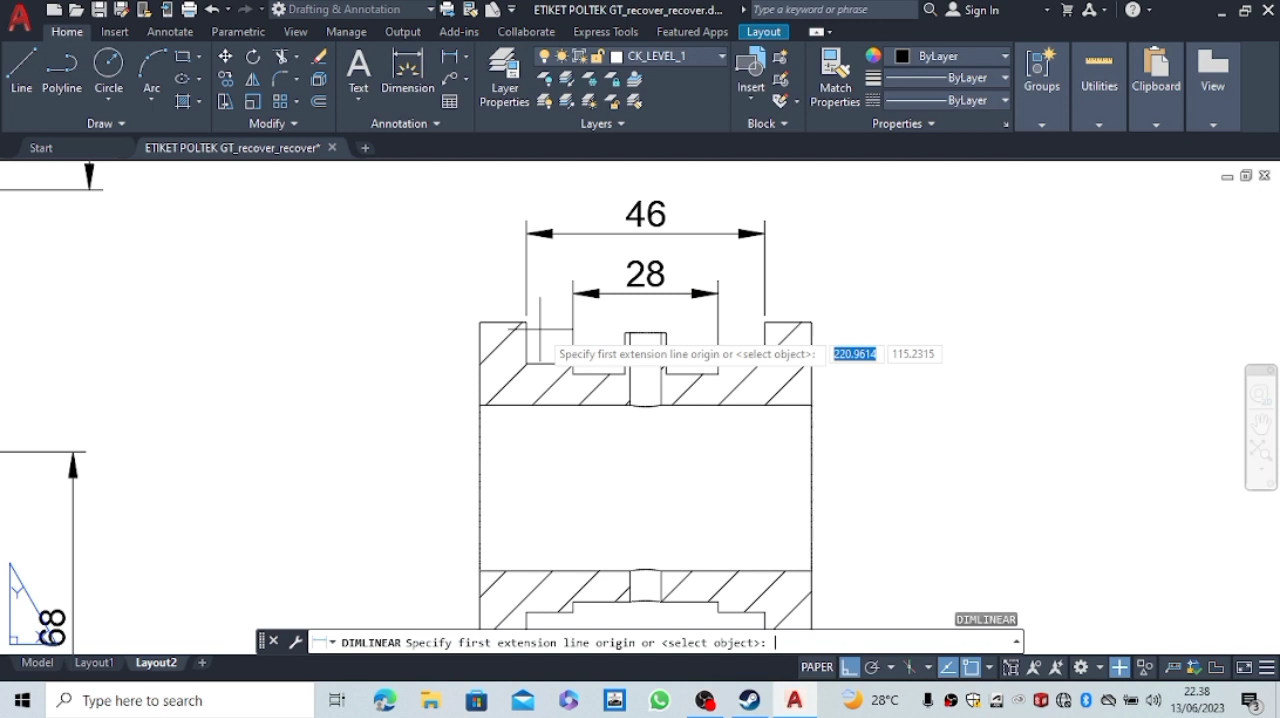 Drafting & Annotation
ETIKET POLTEK GT_recover_recover.d...
Type a keyword or phrase
Sign In
Home Insert Annotate Parametric View Manage Output Add-ins Collaborate Express Tools Featured Apps Layout
Line Polyline Circle Arc
Text Dimension
Layer Properties
CK_LEVEL_1
Insert
Match Properties
ByLayer
ByLayer
ByLayer
Groups Utilities Clipboard View
Draw Modify Annotation Layers Block Properties
Start ETIKET POLTEK GT_recover_recover*
46
28
Specify first extension line origin or <select object>: 220.9614 115.2315
Y
68
DIMLINEAR
DIMLINEAR Specify first extension line origin or <select object>:
Model Layout1 Layout2 +
PAPER
Type here to search
28°C
22.38
13/06/2023
3